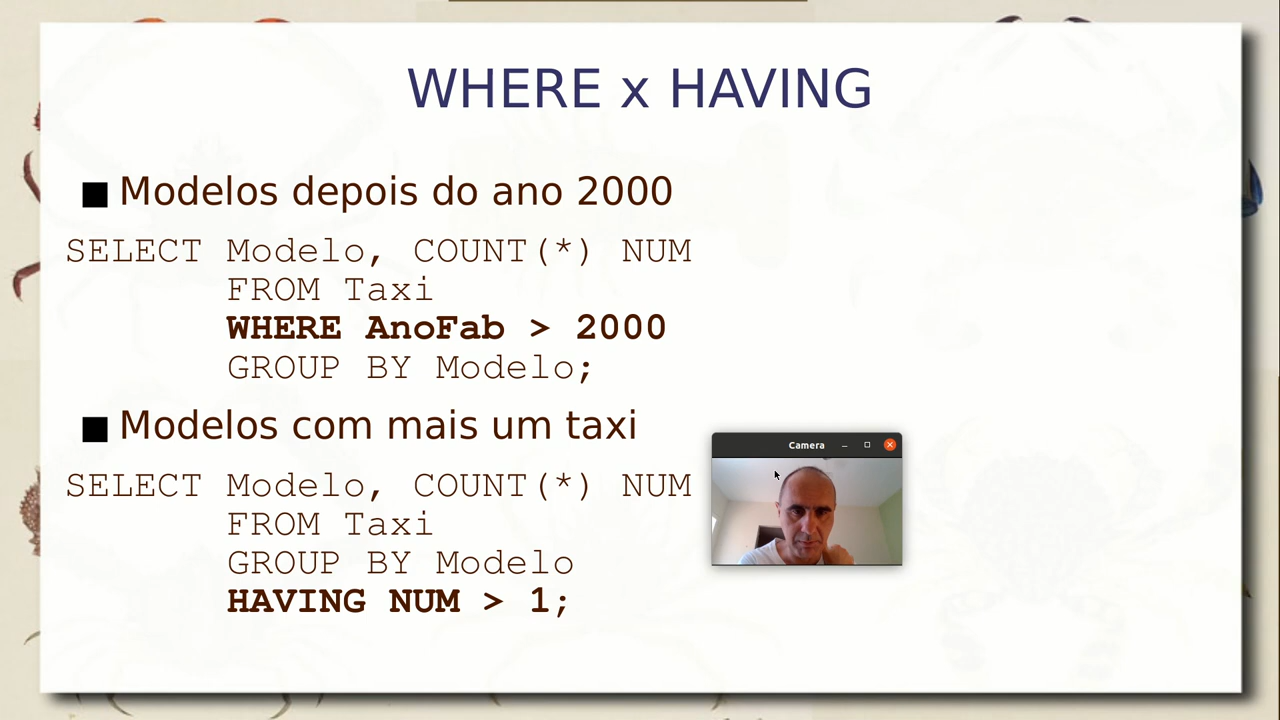 WHERE x HAVING
Modelos depois do ano 2000
SELECT Modelo, COUNT(*) NUM
FROM Taxi
WHERE AnoFab > 2000
GROUP BY Modelo;
Modelos com mais um taxi
SELECT Modelo, COUNT(*) NUM
FROM Taxi
GROUP BY Modelo
HAVING NUM > 1;
Camera